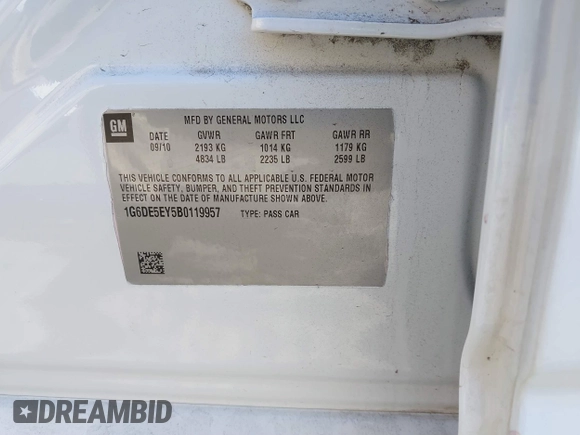 GM
MFD BY GENERAL MOTORS LLC
DATE GVWR GAWR FRT GAWR RR
09/10 2193 KG 1014 KG 1179 KG
4834 LB 2235 LB 2599 LB
THIS VEHICLE CONFORMS TO ALL APPLICABLE U.S. FEDERAL MOTOR
VEHICLE SAFETY, BUMPER, AND THEFT PREVENTION STANDARDS IN
EFFECT ON THE DATE OF MANUFACTURE SHOWN ABOVE.
1G6DE5EY5B0119957 TYPE: PASS CAR
DREAMBID